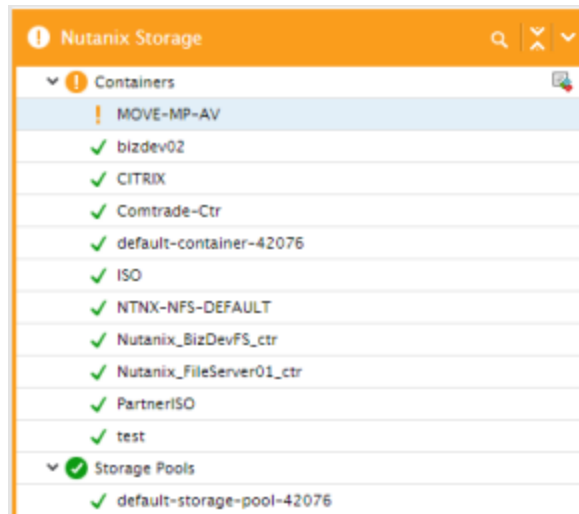 Nutanix Storage
Containers
MOVE-MP-AV
bizdev02
CITRIX
Comtrade-Ctr
default-container-42076
ISO
NTNX-NFS-DEFAULT
Nutanix_BizDevFS_ctr
Nutanix_FileServer01_ctr
PartnerISO
test
Storage Pools
default-storage-pool-42076